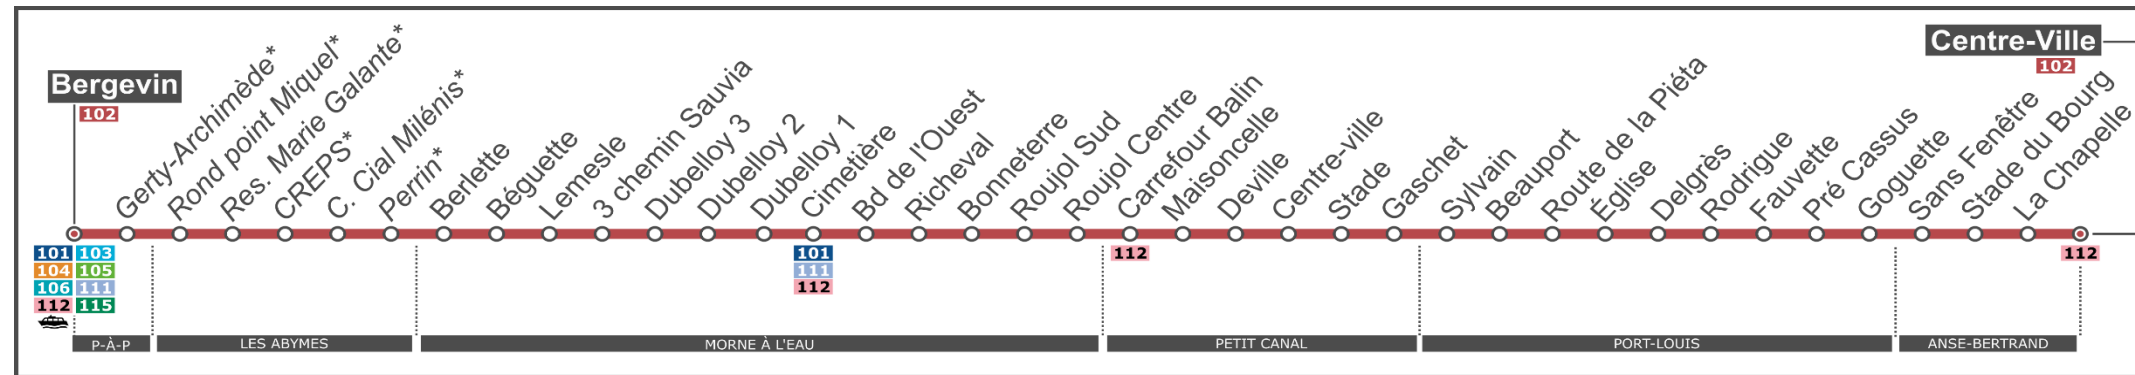 Bergevin
102
Gerty-Archimède*
Rond point Miquel*
Res. Marie Galante*
CREPS*
C. Cial Milénis*
Perrin*
Berlette
Béguette
Lemesle
3 chemin Sauvia
Dubelloy 3
Dubelloy 2
Dubelloy 1
Cimetière
Bd de l'Ouest
Richeval
Bonneterre
Roujol Sud
Roujol Centre
Carrefour Balin
Maisoncelle
Deville
Centre-ville
Stade
Gaschet
Sylvain
Beauport
Route de la Piéta
Église
Delgrès
Rodrigue
Fauvette
Pré Cassus
Goguette
Sans Fenêtre
Stade du Bourg
La Chapelle
Centre-Ville
102
101 103
104 105
106 111
112 115
101
111
112
112
112
P-À-P
LES ABYMES
MORNE À L'EAU
PETIT CANAL
PORT-LOUIS
ANSE-BERTRAND